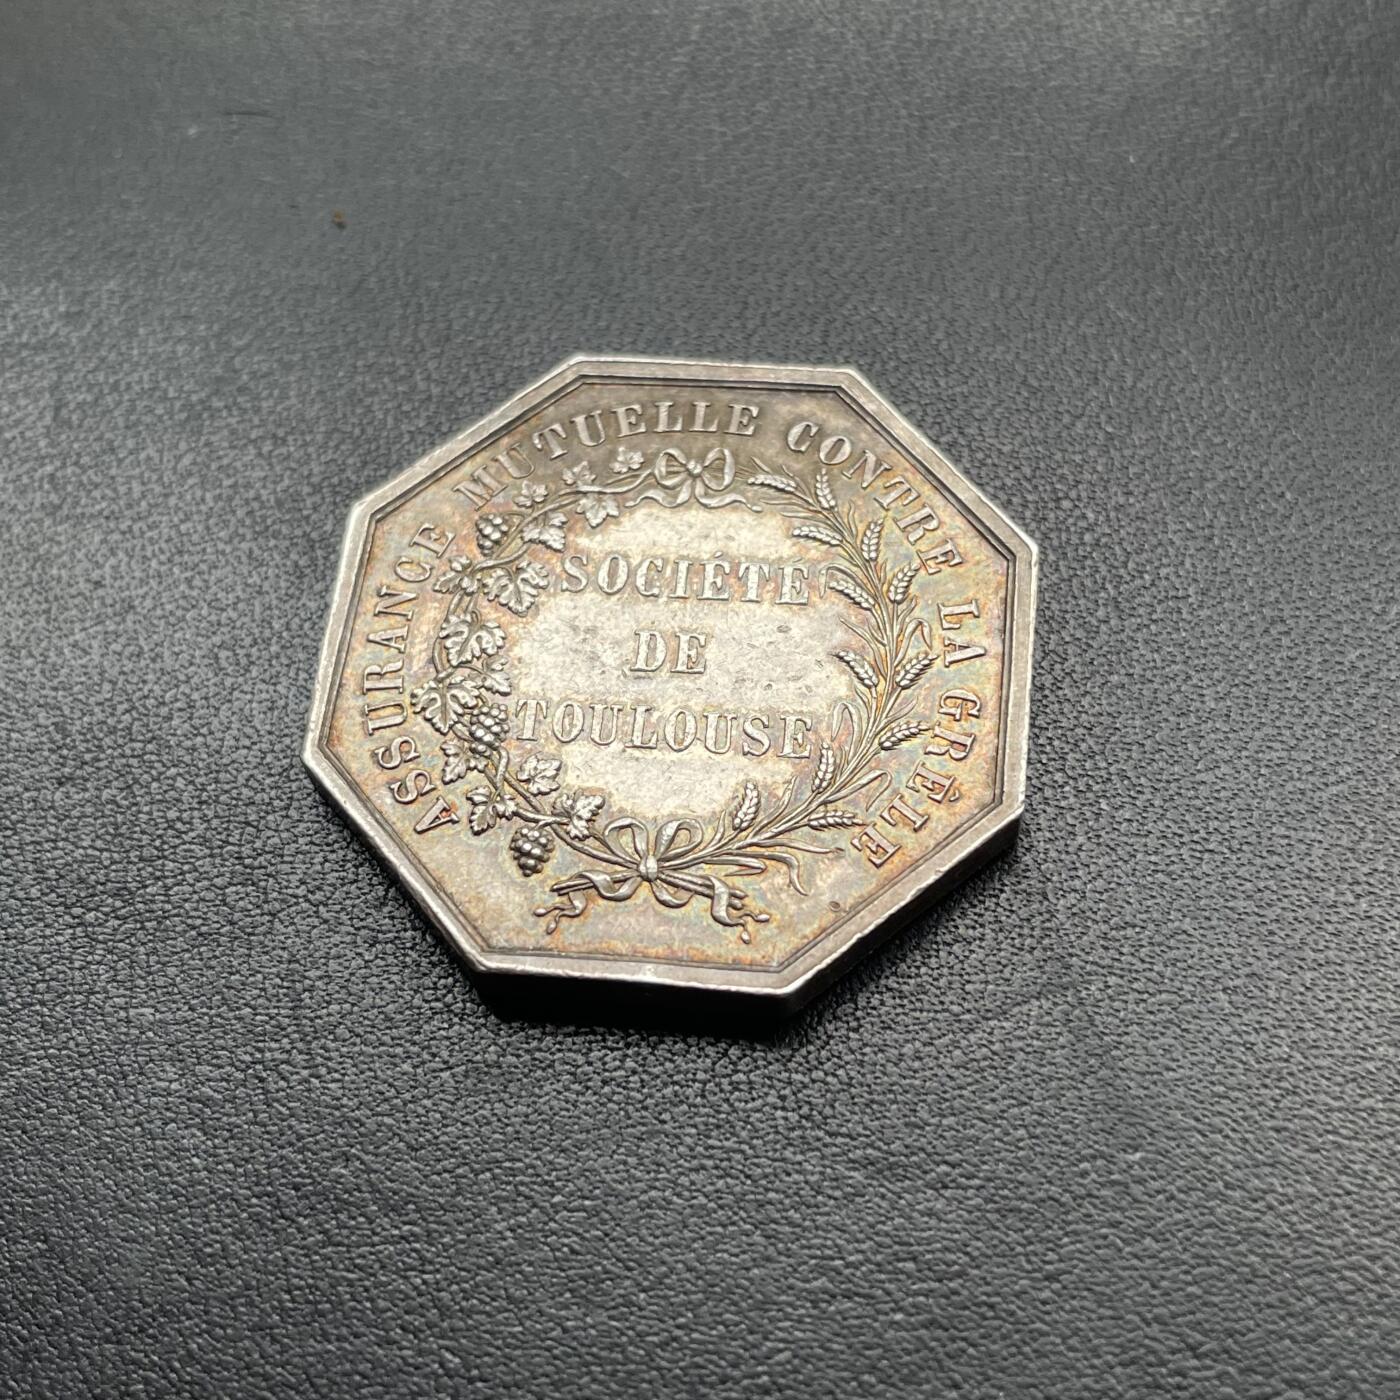 ASSURANCE MUTUELLE CONTRE LA GRÊLE
SOCIÉTÉ
DE
TOULOUSE